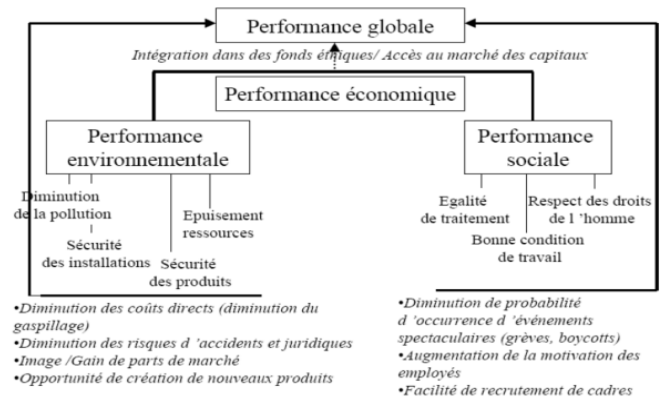 Performance globale
Intégration dans des fonds éthiques/ Accès au marché des capitaux
Performance économique
Performance
environnementale
Performance
sociale
Diminution
de la pollution
Sécurité
des installations
Sécurité
des produits
Epuisement
ressources
Egalité
de traitement
Bonne condition
de travail
Respect des droits
de l ’homme
•Diminution des coûts directs (diminution du
gaspillage)
•Diminution des risques d ’accidents et juridiques
•Image /Gain de parts de marché
•Opportunité de création de nouveaux produits
•Diminution de probabilité
d ’occurrence d ’événements
spectaculaires (grèves, boycotts)
•Augmentation de la motivation des
employés
•Facilité de recrutement de cadres